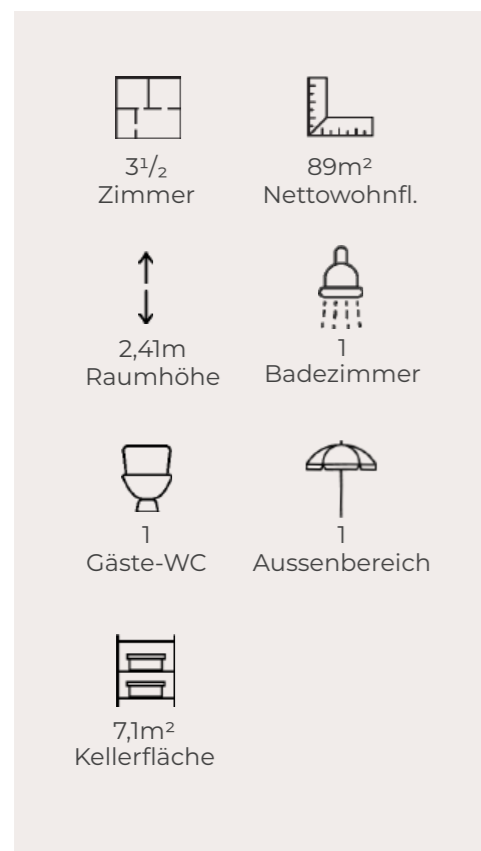 3¹/₂
Zimmer
89m²
Nettowohnfl.
2,41m
Raumhöhe
1
Badezimmer
1
Gäste-WC
1
Aussenbereich
7,1m²
Kellerfläche